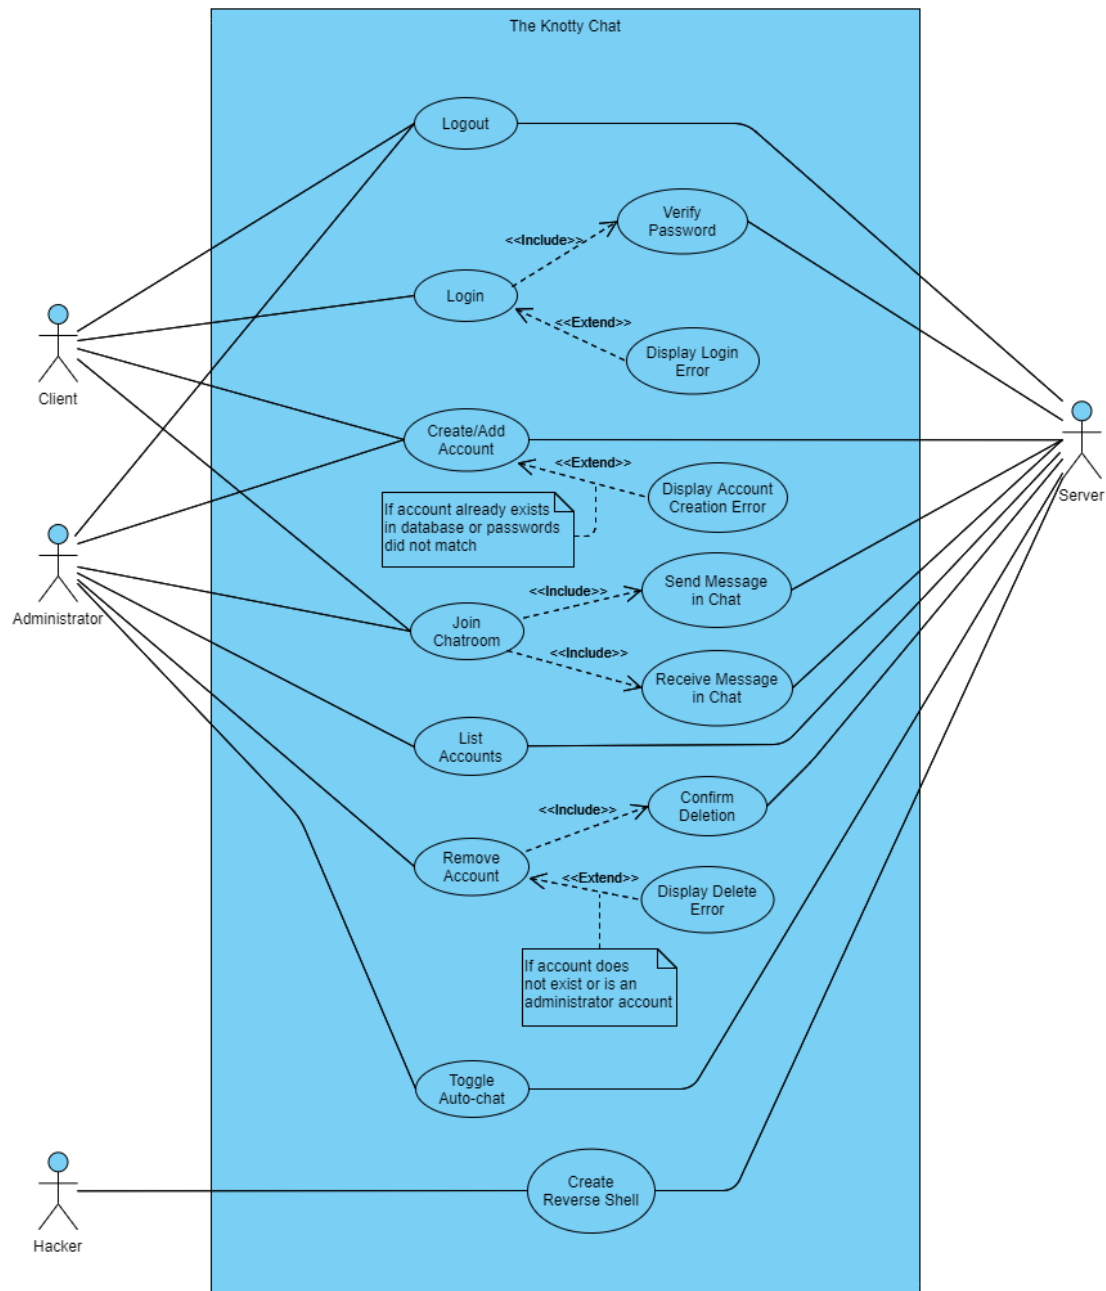 The Knotty Chat
Logout
Verify
Password
<<Include>>
Login
<<Extend>>
Display Login
Error
Client
Create/Add
Account
<<Extend>>
Display Account
Creation Error
Server
If account already exists
in database or passwords
did not match
Administrator
Send Message
in Chat
<<Include>>
Join
Chatroom
<<Include>>
Receive Message
in Chat
List
Accounts
Confirm
Deletion
<<Include>>
Remove
Account
<<Extend>>
Display Delete
Error
If account does
not exist or is an
administrator account
Toggle
Auto-chat
Create
Reverse Shell
Hacker